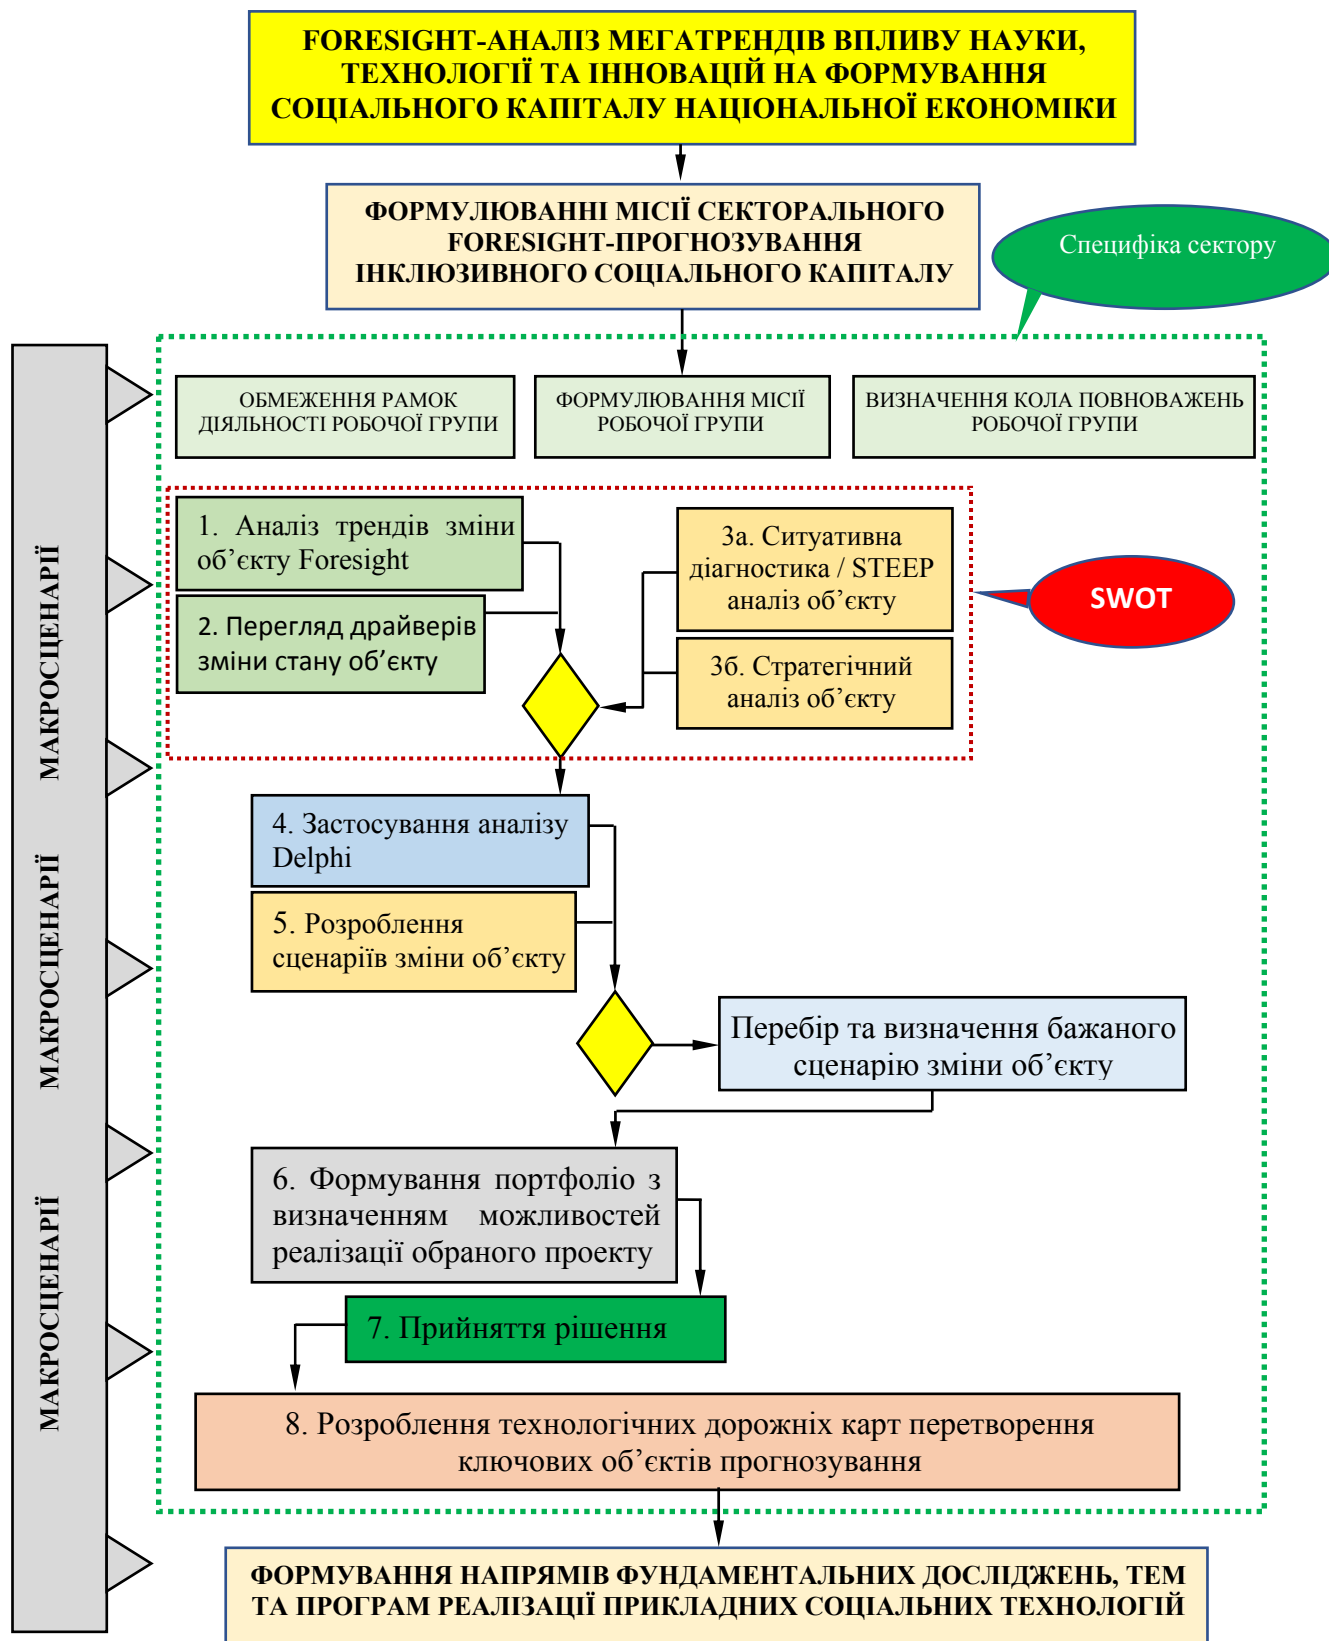 FORESIGHT-АНАЛІЗ МЕГАТРЕНДІВ ВПЛИВУ НАУКИ,
ТЕХНОЛОГІЇ ТА ІННОВАЦІЙ НА ФОРМУВАННЯ
СОЦІАЛЬНОГО КАПІТАЛУ НАЦІОНАЛЬНОЇ ЕКОНОМІКИ
ФОРМУЛЮВАННІ МІСІЇ СЕКТОРАЛЬНОГО
FORESIGHT-ПРОГНОЗУВАННЯ
ІНКЛЮЗИВНОГО СОЦІАЛЬНОГО КАПІТАЛУ
Специфіка сектору
ОБМЕЖЕННЯ РАМОК
ДІЯЛЬНОСТІ РОБОЧОЇ ГРУПИ
ФОРМУЛЮВАННЯ МІСІЇ
РОБОЧОЇ ГРУПИ
ВИЗНАЧЕННЯ КОЛА ПОВНОВАЖЕНЬ
РОБОЧОЇ ГРУПИ
1. Аналіз трендів зміни
об’єкту Foresight
2. Перегляд драйверів
зміни стану об’єкту
3а. Ситуативна
діагностика / STEEP
аналіз об’єкту
3б. Стратегічний
аналіз об’єкту
SWOT
4. Застосування аналізу
Delphi
5. Розроблення
сценаріїв зміни об’єкту
Перебір та визначення бажаного
сценарію зміни об’єкту
6. Формування портфоліо з
визначенням можливостей
реалізації обраного проекту
7. Прийняття рішення
8. Розроблення технологічних дорожніх карт перетворення
ключових об’єктів прогнозування
ФОРМУВАННЯ НАПРЯМІВ ФУНДАМЕНТАЛЬНИХ ДОСЛІДЖЕНЬ, ТЕМ
ТА ПРОГРАМ РЕАЛІЗАЦІЇ ПРИКЛАДНИХ СОЦІАЛЬНИХ ТЕХНОЛОГІЙ
МАКРОСЦЕНАРІЇ
МАКРОСЦЕНАРІЇ
МАКРОСЦЕНАРІЇ